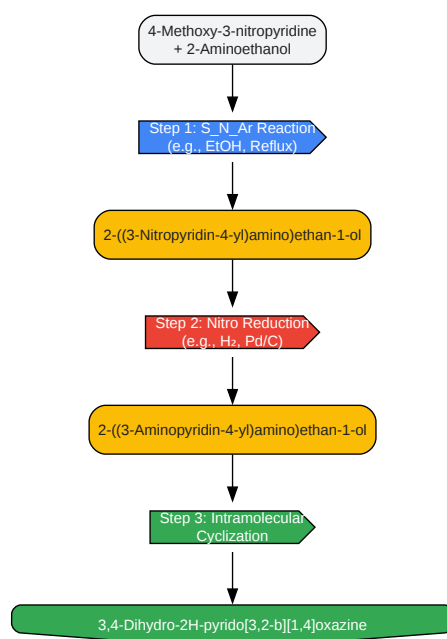 4-Methoxy-3-nitropyridine
+ 2-Aminoethanol
Step 1: S_N_Ar Reaction
(e.g., EtOH, Reflux)
2-((3-Nitropyridin-4-yl)amino)ethan-1-ol
Step 2: Nitro Reduction
(e.g., H₂, Pd/C)
2-((3-Aminopyridin-4-yl)amino)ethan-1-ol
Step 3: Intramolecular
Cyclization
3,4-Dihydro-2H-pyrido[3,2-b][1,4]oxazine